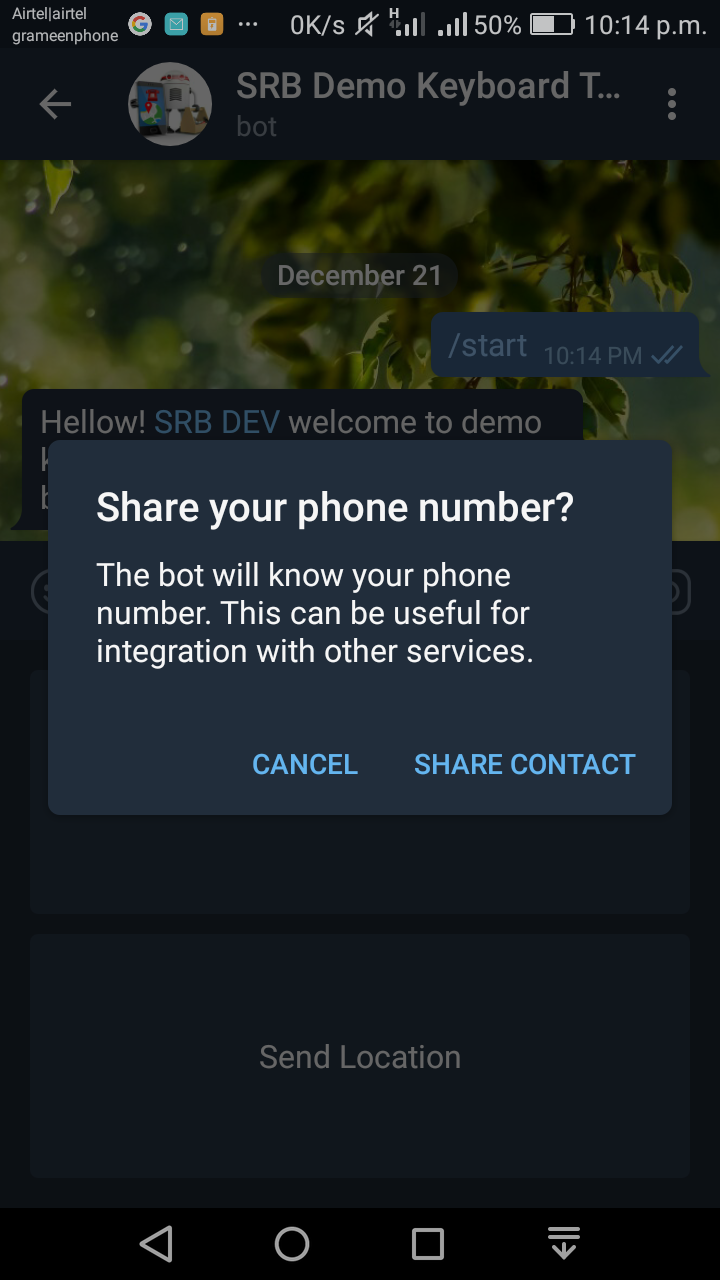 Airtel|airtel
grameenphone
0K/s H 50% 10:14 p.m.
SRB Demo Keyboard T...
bot
December 21
/start 10:14 PM
Hellow! SRB DEV welcome to demo
Share your phone number?
The bot will know your phone
number. This can be useful for
integration with other services.
CANCEL SHARE CONTACT
Send Location